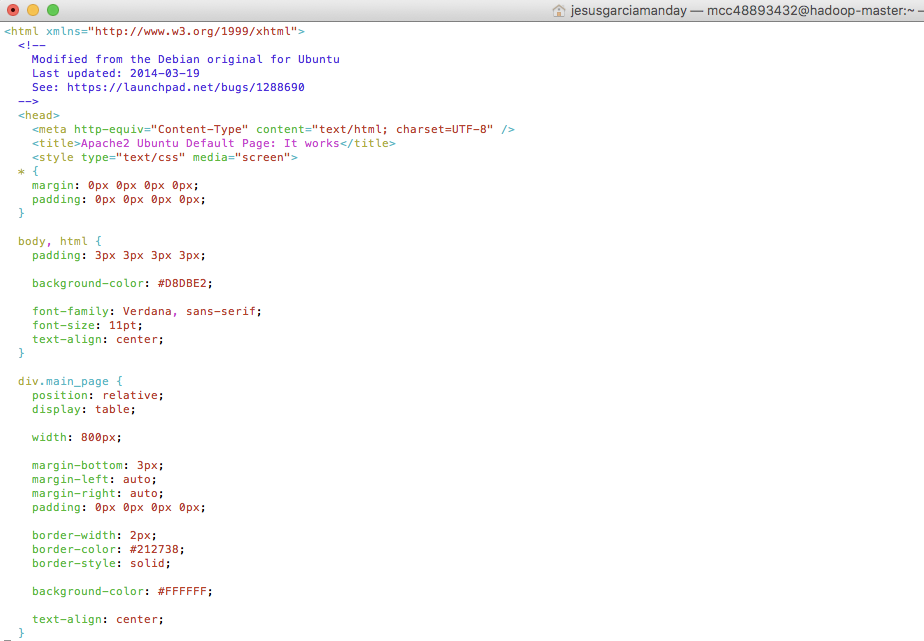 jesusgarciamanday — mcc48893432@hadoop-master:~ —
<html xmlns="http://www.w3.org/1999/xhtml">
  <!--
    Modified from the Debian original for Ubuntu
    Last updated: 2014-03-19
    See: https://launchpad.net/bugs/1288690
  -->
  <head>
    <meta http-equiv="Content-Type" content="text/html; charset=UTF-8" />
    <title>Apache2 Ubuntu Default Page: It works</title>
    <style type="text/css" media="screen">
  * {
    margin: 0px 0px 0px 0px;
    padding: 0px 0px 0px 0px;
  }

  body, html {
    padding: 3px 3px 3px 3px;

    background-color: #D8DBE2;

    font-family: Verdana, sans-serif;
    font-size: 11pt;
    text-align: center;
  }

  div.main_page {
    position: relative;
    display: table;

    width: 800px;

    margin-bottom: 3px;
    margin-left: auto;
    margin-right: auto;
    padding: 0px 0px 0px 0px;

    border-width: 2px;
    border-color: #212738;
    border-style: solid;

    background-color: #FFFFFF;

    text-align: center;
  }